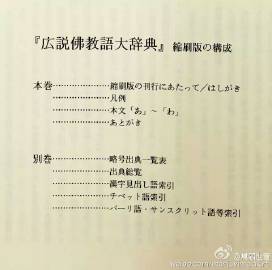 『広説佛教語大辞典』縮刷版の構成
本巻……………………縮刷版の刊行にあたって／はしがき
……………………凡例
……………………本文「あ」～「わ」
……………………あとがき
別巻……………………略号出典一覧表
……………………出典総覧
……………………漢字見出し語索引
……………………チベット語索引
……………………パーリ語・サンスクリット語等索引